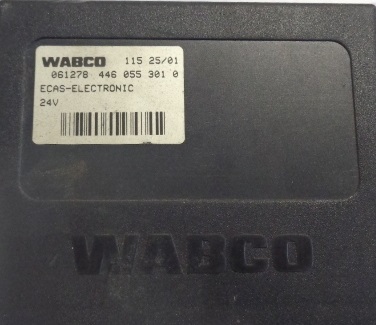 WABCO 115 25/01
061278 446 055 301 0
ECAS-ELECTRONIC
24V
WABCO